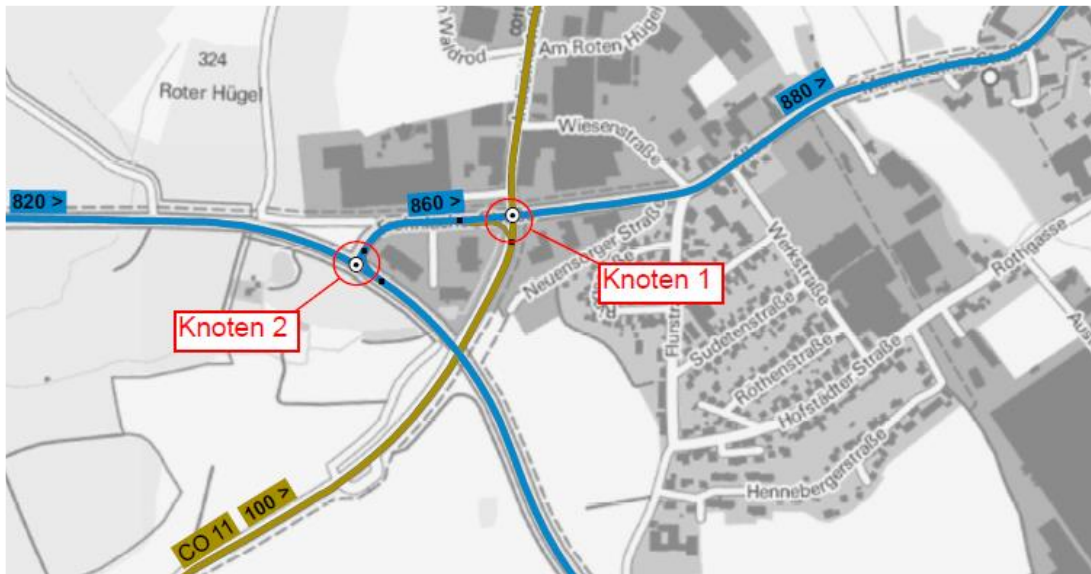 324
Roter Hügel
Waldrod
Am Roten Hügel
CO11
Wiesenstraße
880 >
820 >
860 >
Neuensorger Straße
Knoten 1
Knoten 2
Flurstraße
Werkstraße
Sudetenstraße
Rothenstraße
Hofstädter Straße
Rothgasse
Hennebergerstraße
CO 11 100 >